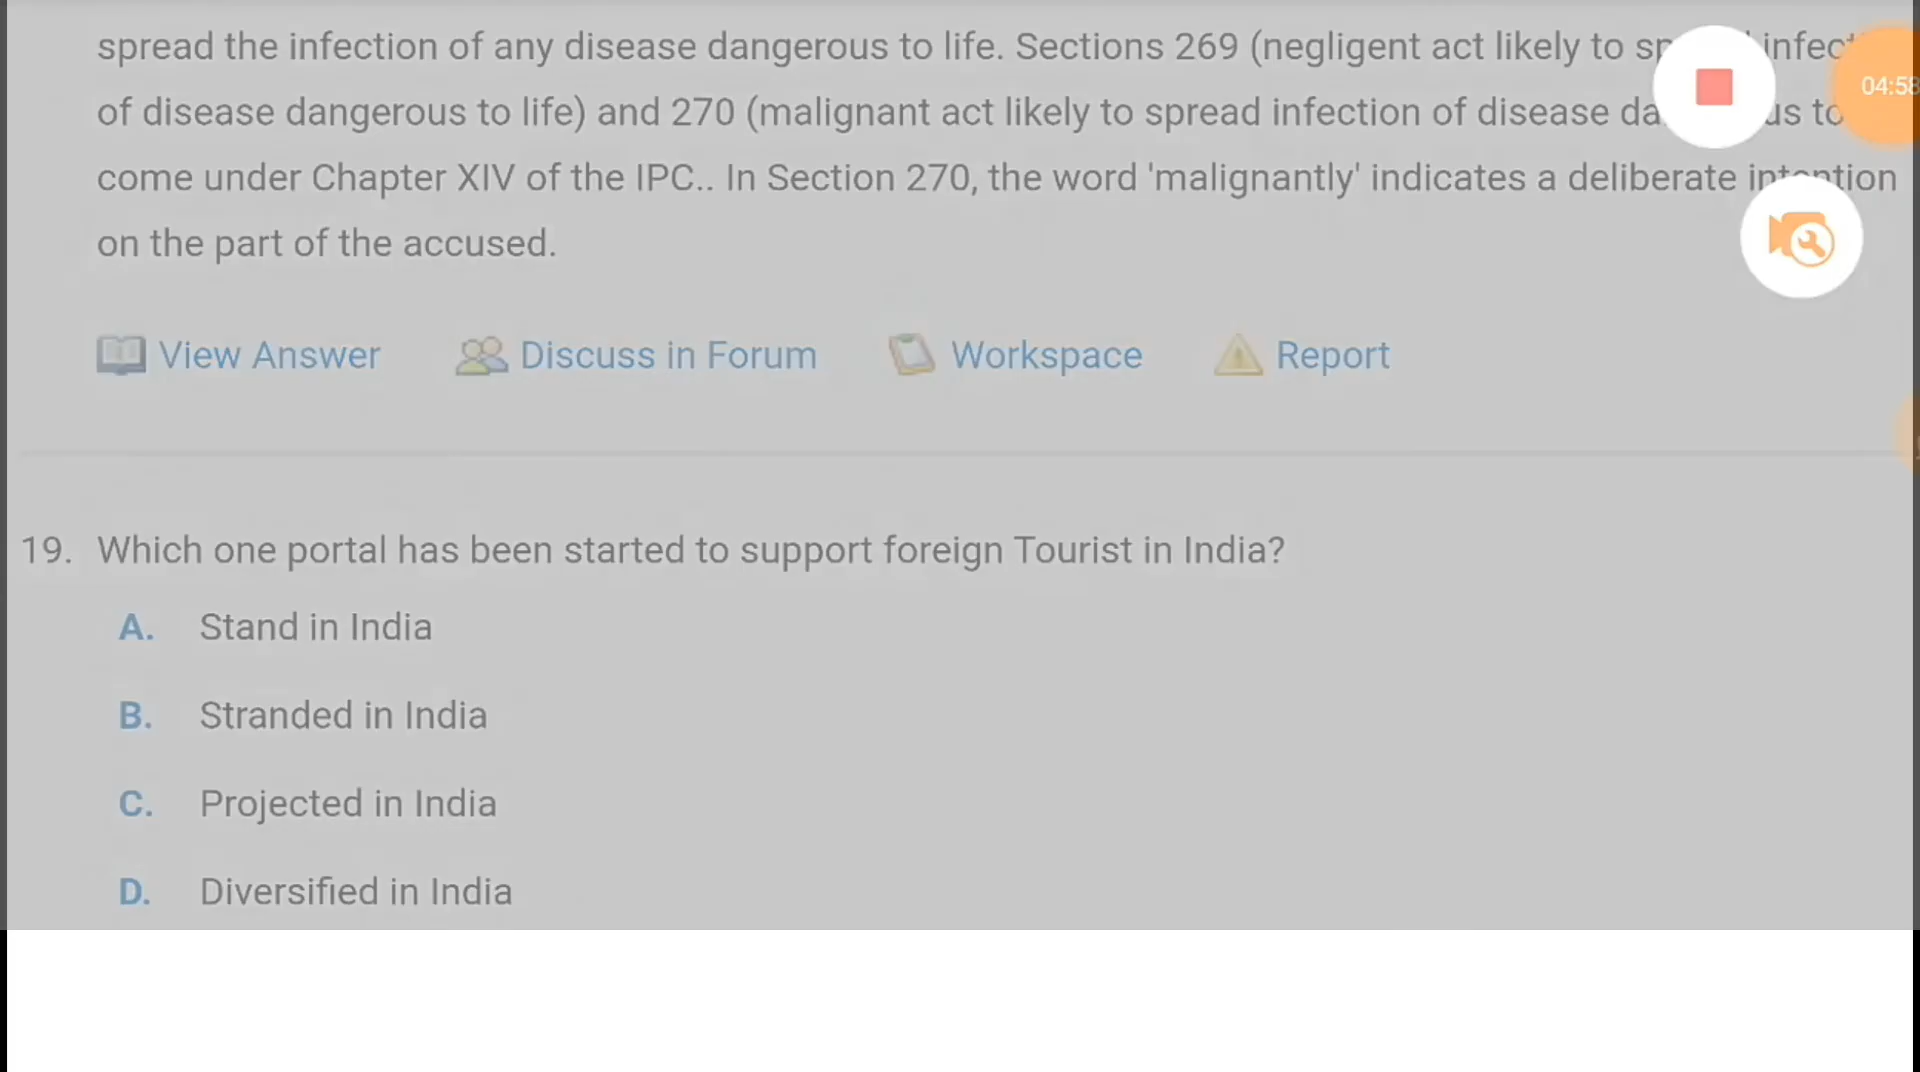 spread the infection of any disease dangerous to life. Sections 269 (negligent act likely to
of disease dangerous to life) and 270 (malignant act likely to spread infection of disease
come under Chapter XIV of the IPC.. In Section 270, the word 'malignantly' indicates a deliberate intention
on the part of the accused.
View Answer Discuss in Forum Workspace Report
19. Which one portal has been started to support foreign Tourist in India?
A. Stand in India
B. Stranded in India
C. Projected in India
D. Diversified in India
04:58